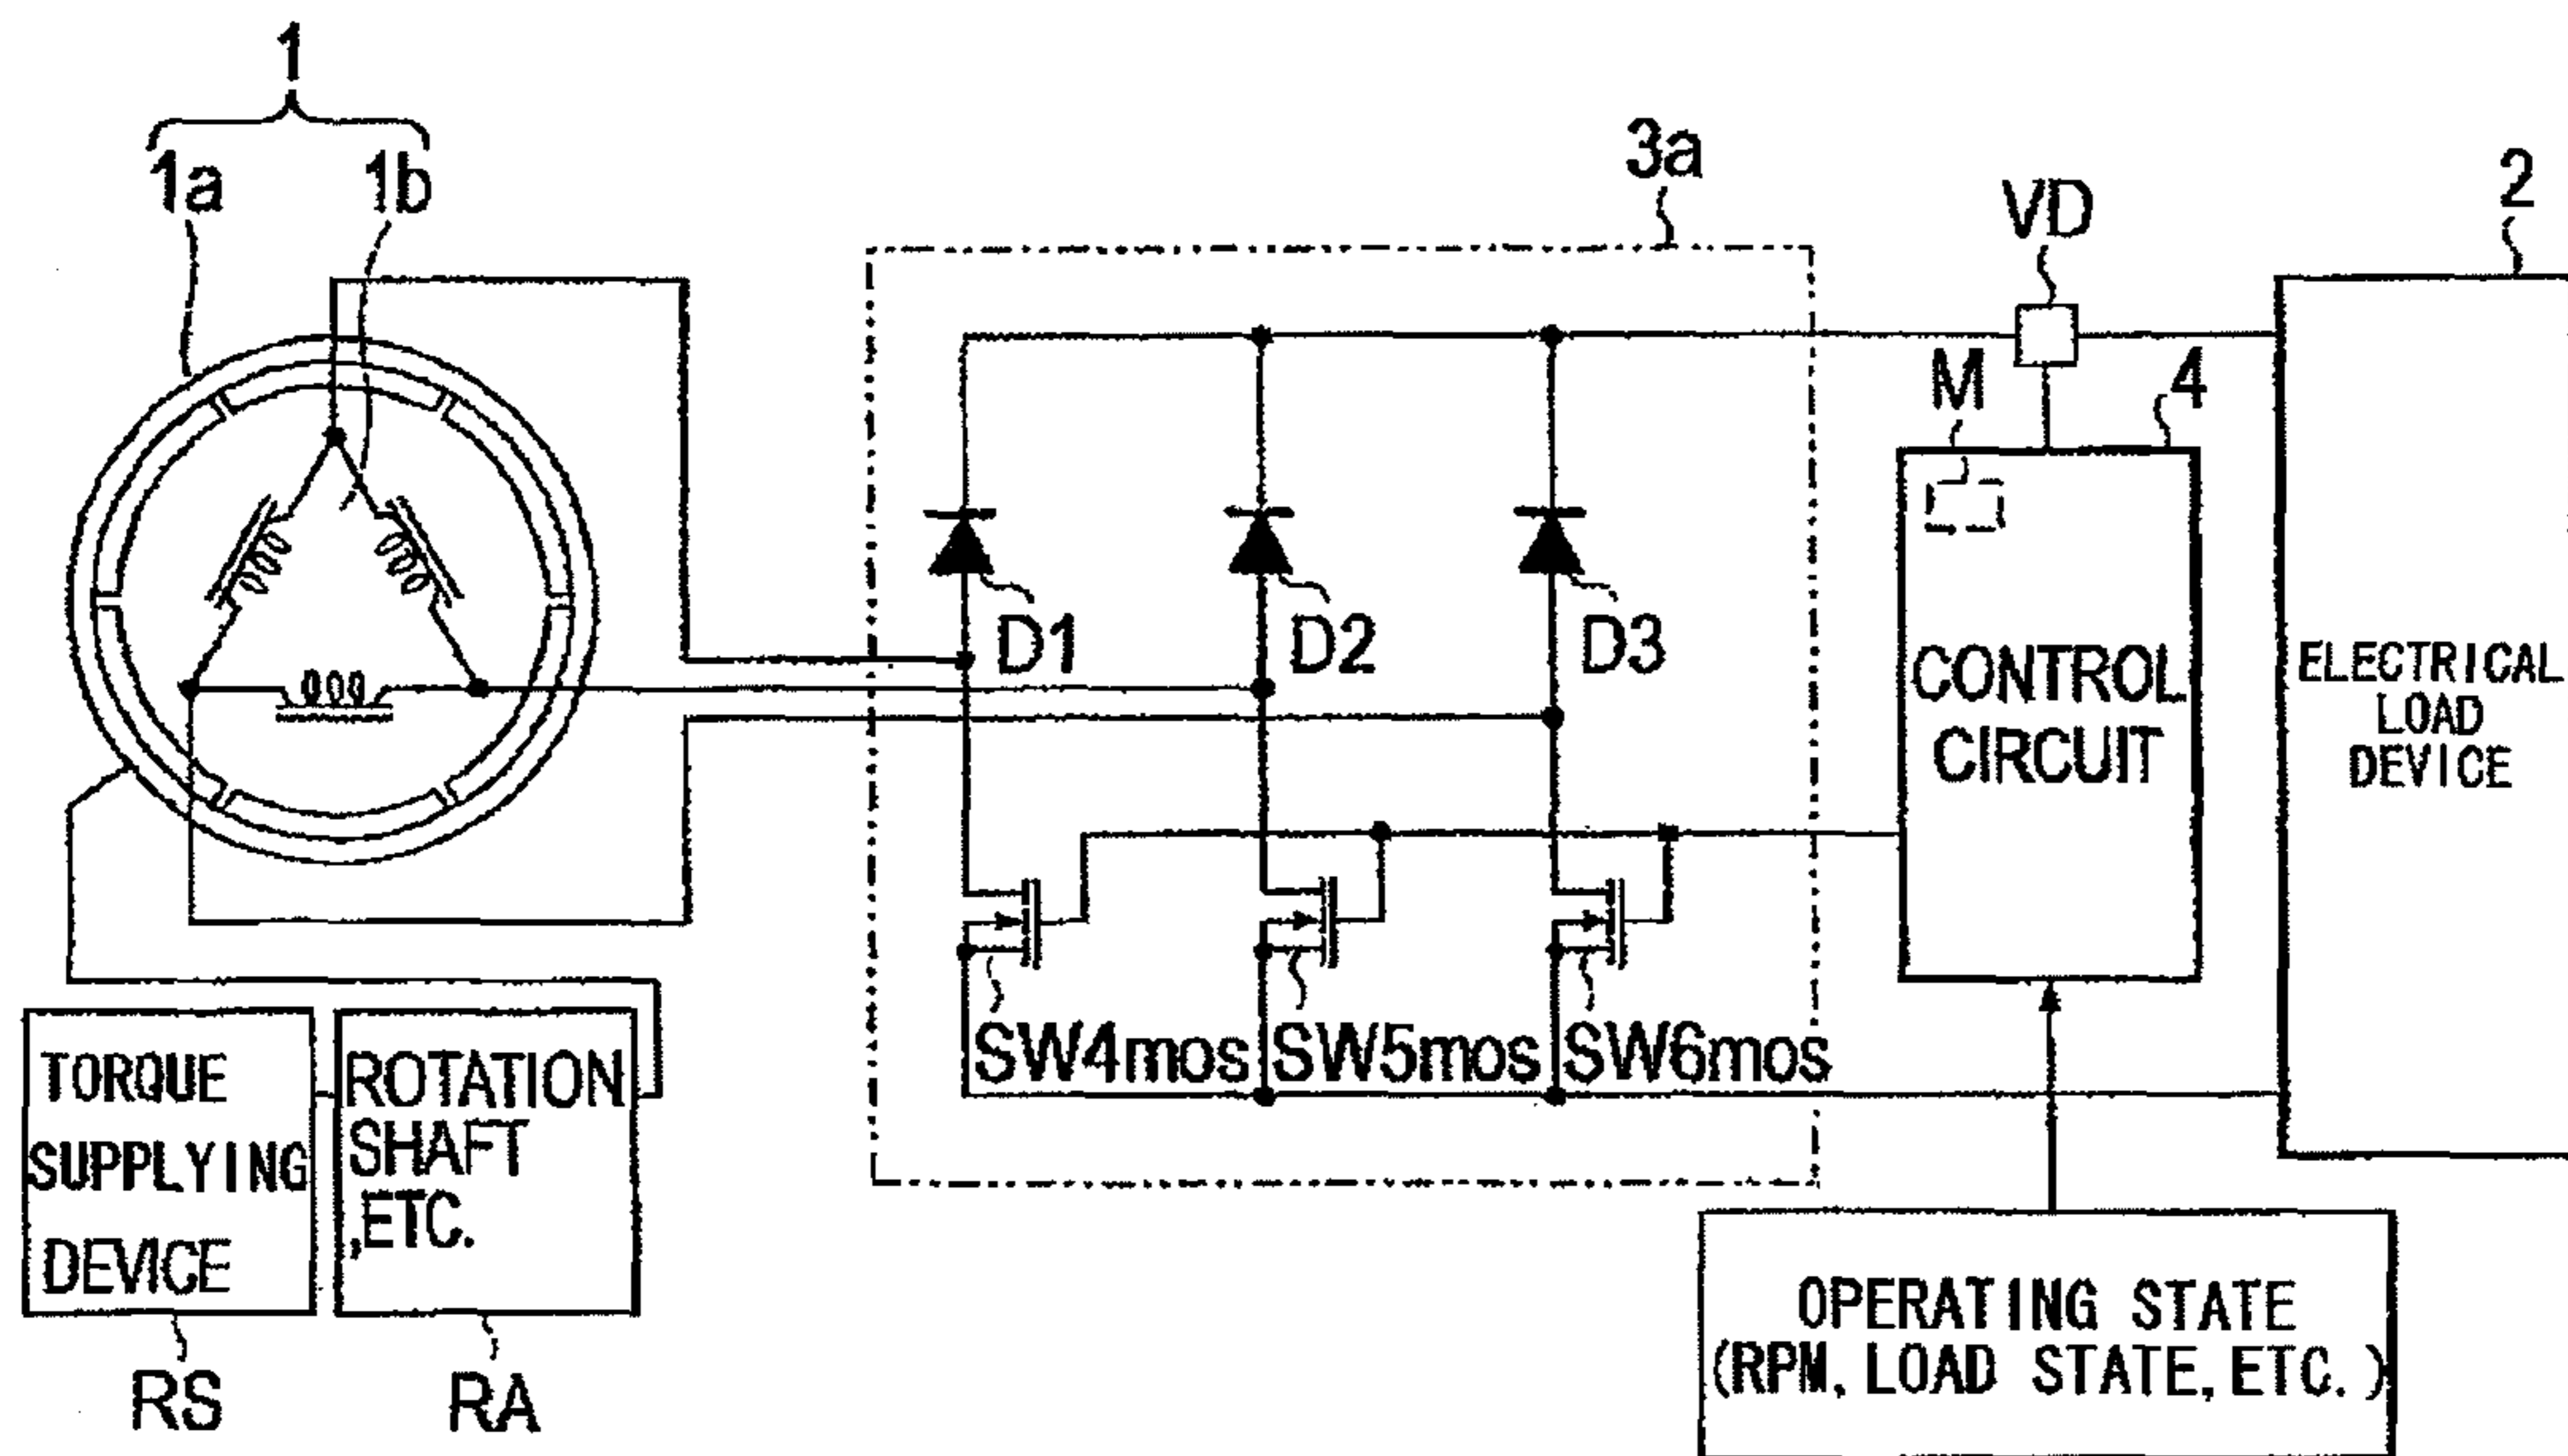 1
1a 1b
3a
VD
2
M
4
D1
D2
D3
CONTROL
CIRCUIT
ELECTRICAL
LOAD
DEVICE
SW4mos
SW5mos
SW6mos
TORQUE
SUPPLYING
DEVICE
ROTATION
SHAFT
,ETC.
RS
RA
OPERATING STATE
(RPM, LOAD STATE, ETC. )